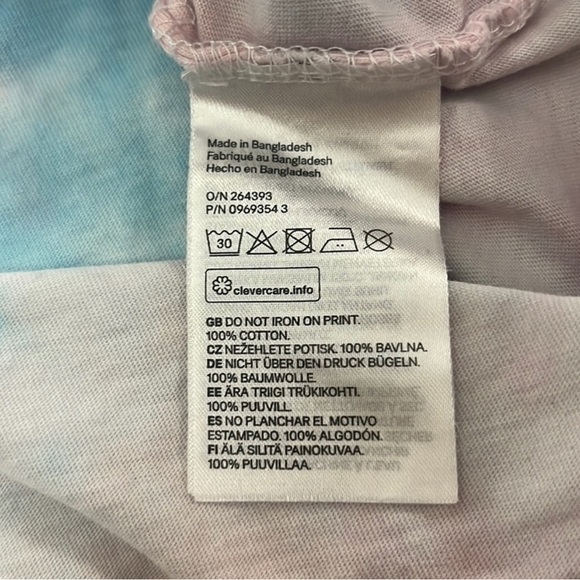 Made in Bangladesh
Fabriqué au Bangladesh
Hecho en Bangladesh
O/N 264393
P/N 0969354 3
30
clevercare.info
GB DO NOT IRON ON PRINT.
100% COTTON.
CZ NEŽEHLETE POTISK. 100% BAVLNA.
DE NICHT ÜBER DEN DRUCK BÜGELN.
100% BAUMWOLLE.
EE ÄRA TRIIGI TRÜKIKOHTI.
100% PUUVILL.
ES NO PLANCHAR EL MOTIVO
ESTAMPADO. 100% ALGODÓN.
FI ÄLÄ SILITÄ PAINOKUVAA.
100% PUUVILLAA.